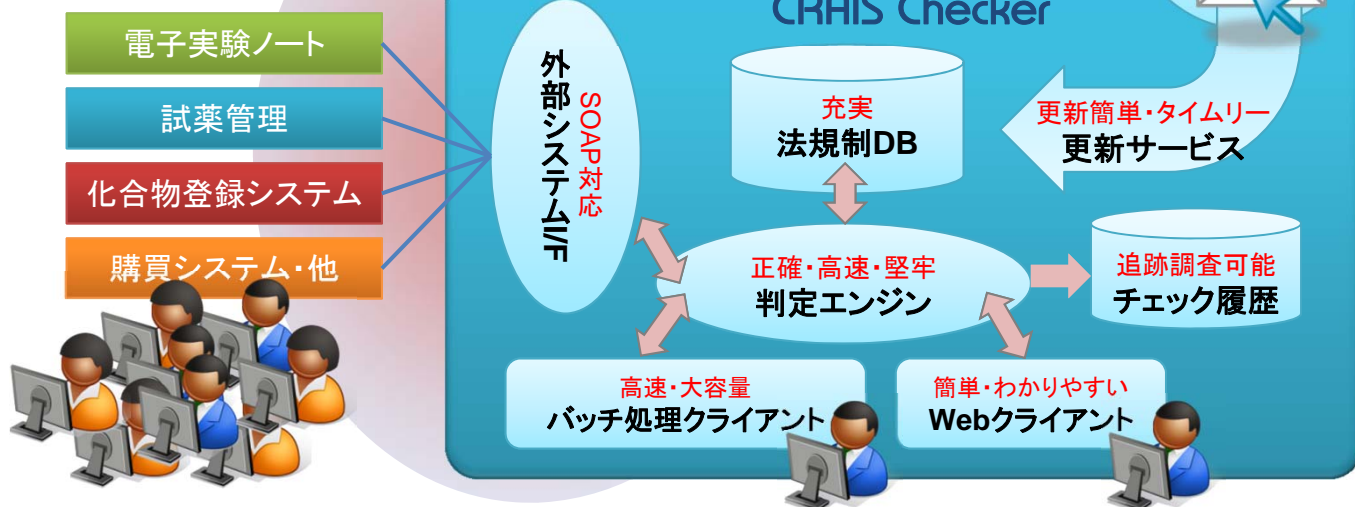 CRAIS Checker
電子実験ノート
試薬管理
化合物登録システム
購買システム・他
外部システムI/F
SOAP対応
充実
法規制DB
更新簡単・タイムリー
更新サービス
正確・高速・堅牢
判定エンジン
追跡調査可能
チェック履歴
高速・大容量
バッチ処理クライアント
簡単・わかりやすい
Webクライアント